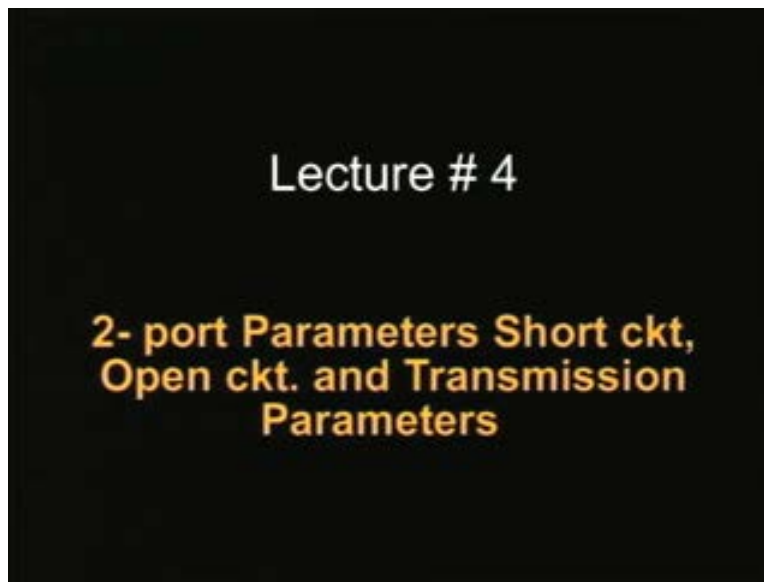 Lecture # 4
2- port Parameters Short ckt,
Open ckt. and Transmission
Parameters